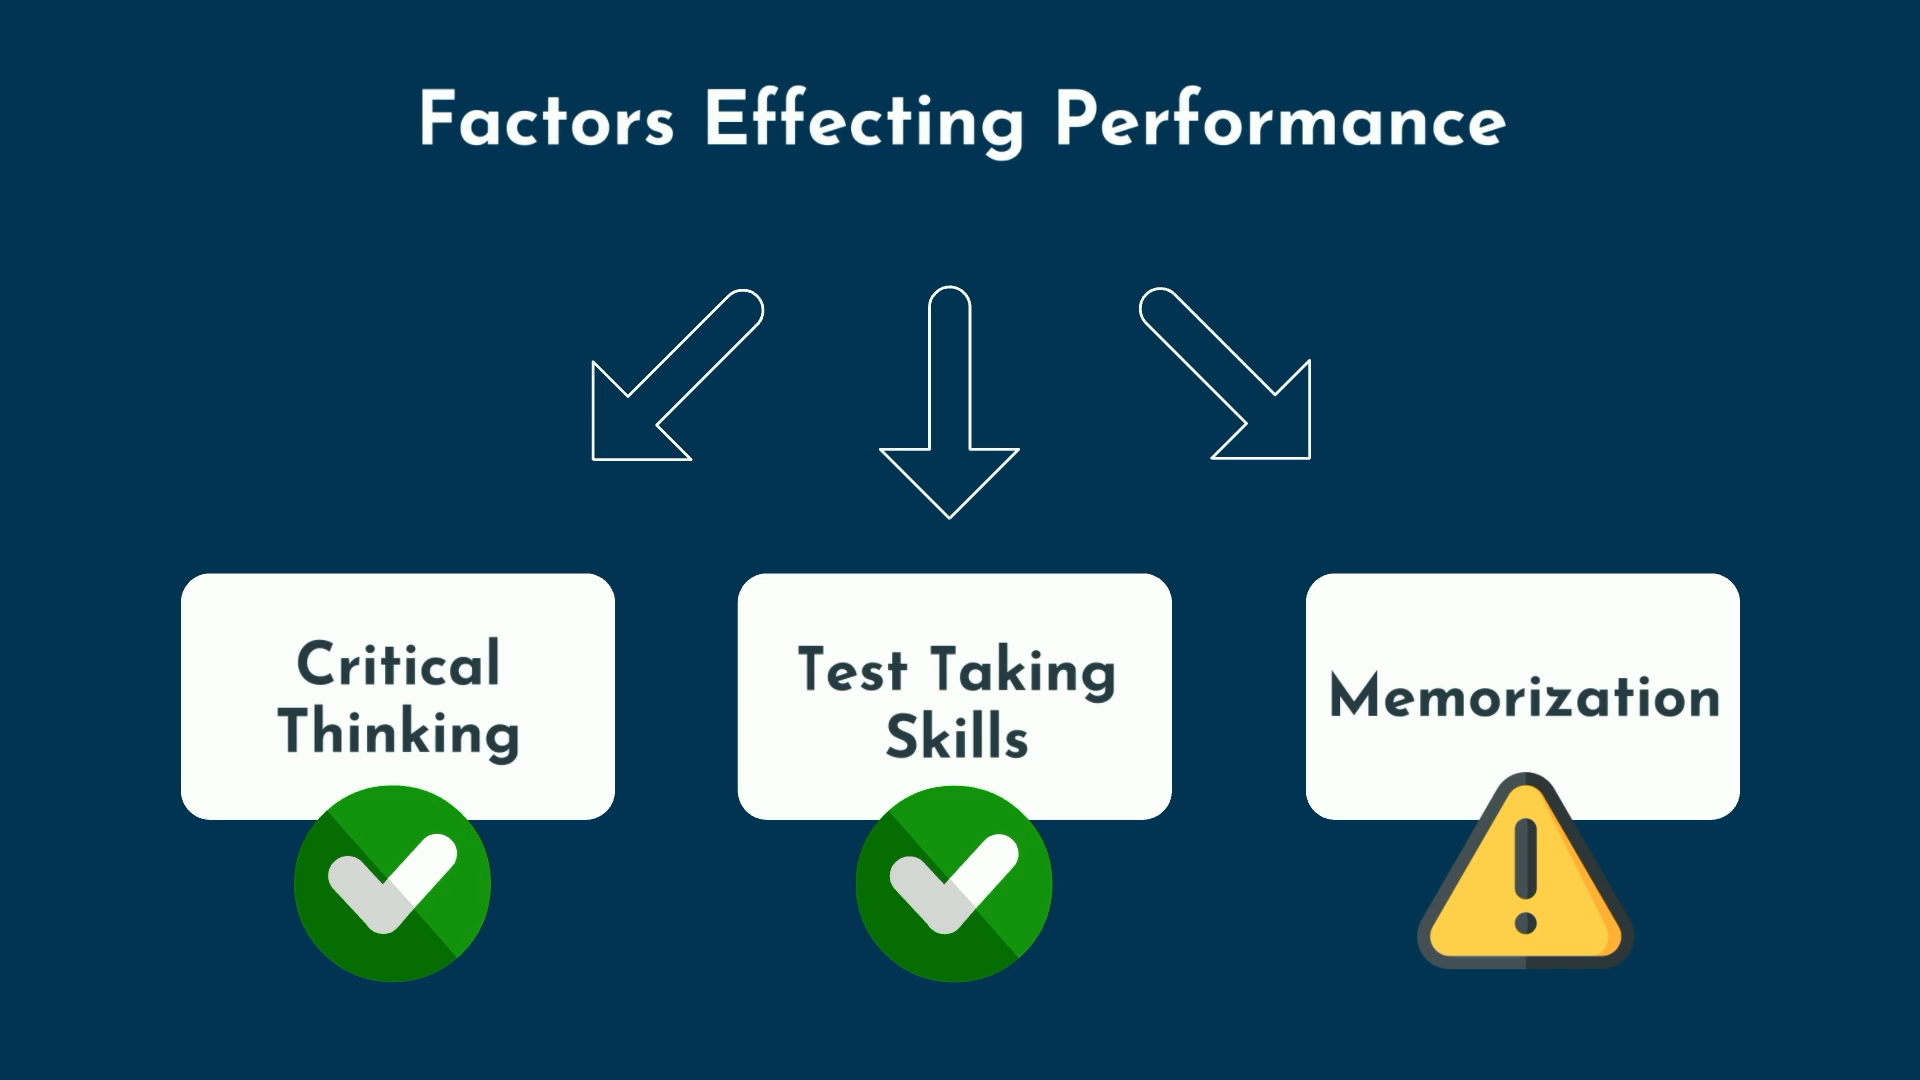 Factors Effecting Performance
Critical
Thinking
Test Taking
Skills
Memorization